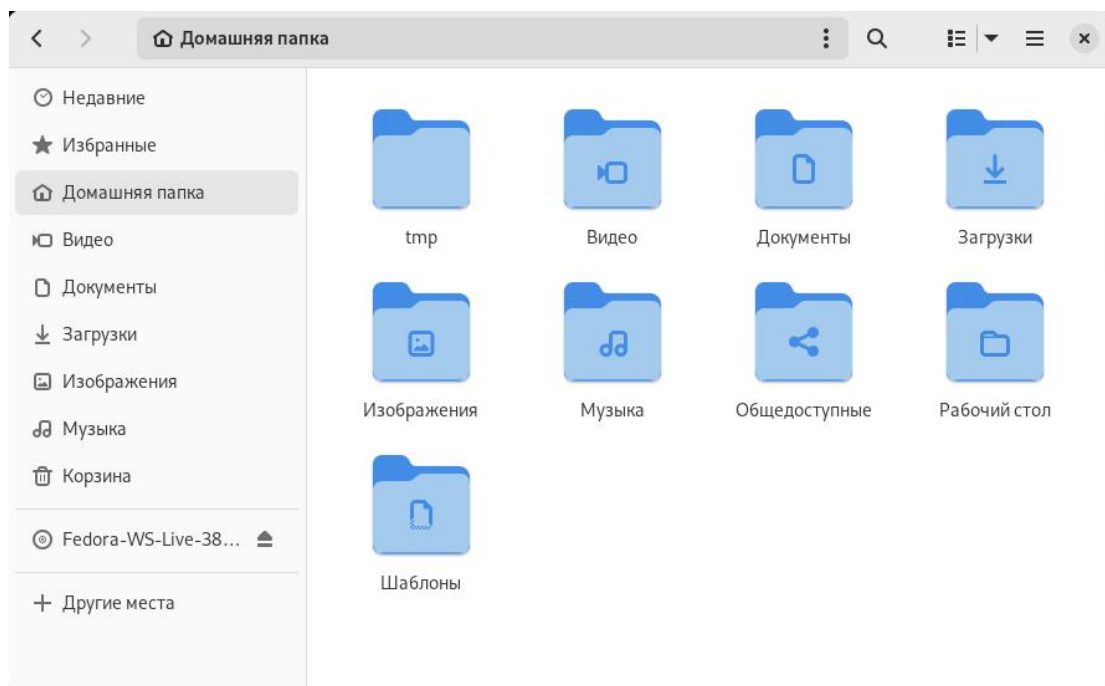 Домашняя папка
Недавние
Избранные
Домашняя папка
Видео
Документы
Загрузки
Изображения
Музыка
Корзина
Fedora-WS-Live-38...
Другие места
tmp
Видео
Документы
Загрузки
Изображения
Музыка
Общедоступные
Рабочий стол
Шаблоны